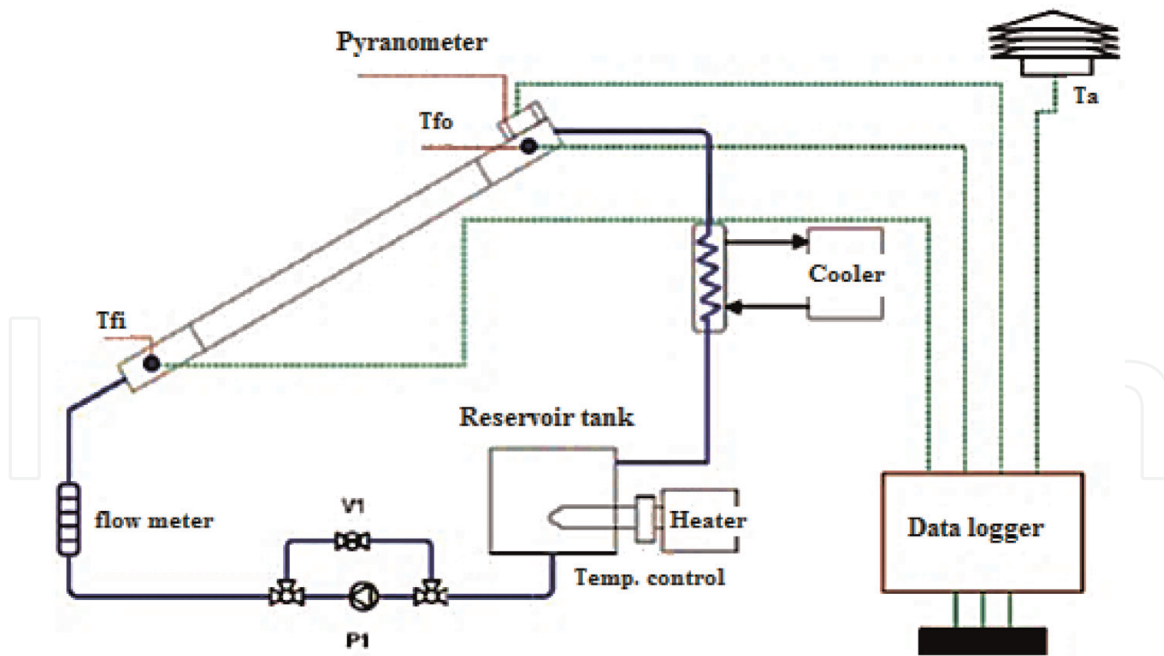 Pyranometer
Ta
Tfo
Cooler
Tfi
Reservoir tank
V1
flow meter
Heater
Data logger
Temp. control
P1